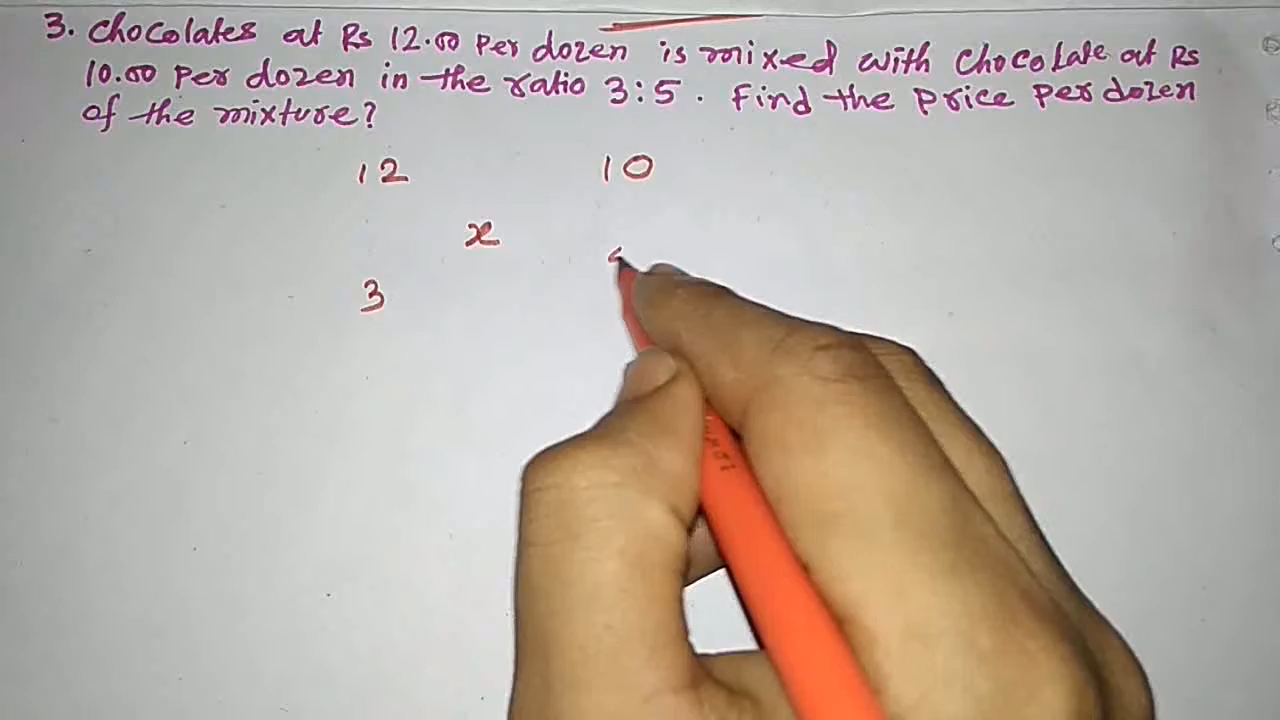 3. Chocolates at Rs 12.00 Per dozen is mixed with Chocolate at Rs
10.00 Per dozen in the ratio 3:5. Find the price per dozen
of the mixture?
12 10
x
3